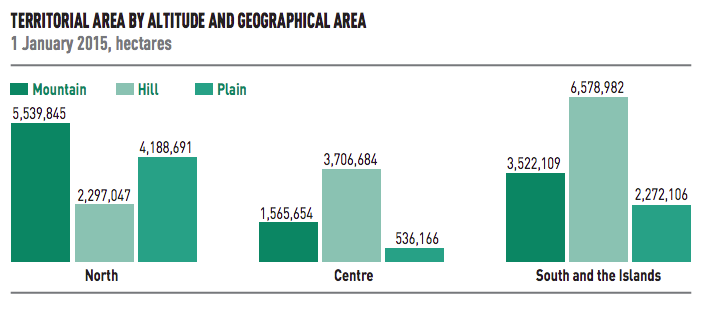 TERRITORIAL AREA BY ALTITUDE AND GEOGRAPHICAL AREA
1 January 2015, hectares
Mountain Hill Plain
5,539,845
2,297,047
4,188,691
1,565,654
3,706,684
536,166
3,522,109
6,578,982
2,272,106
North
Centre
South and the Islands